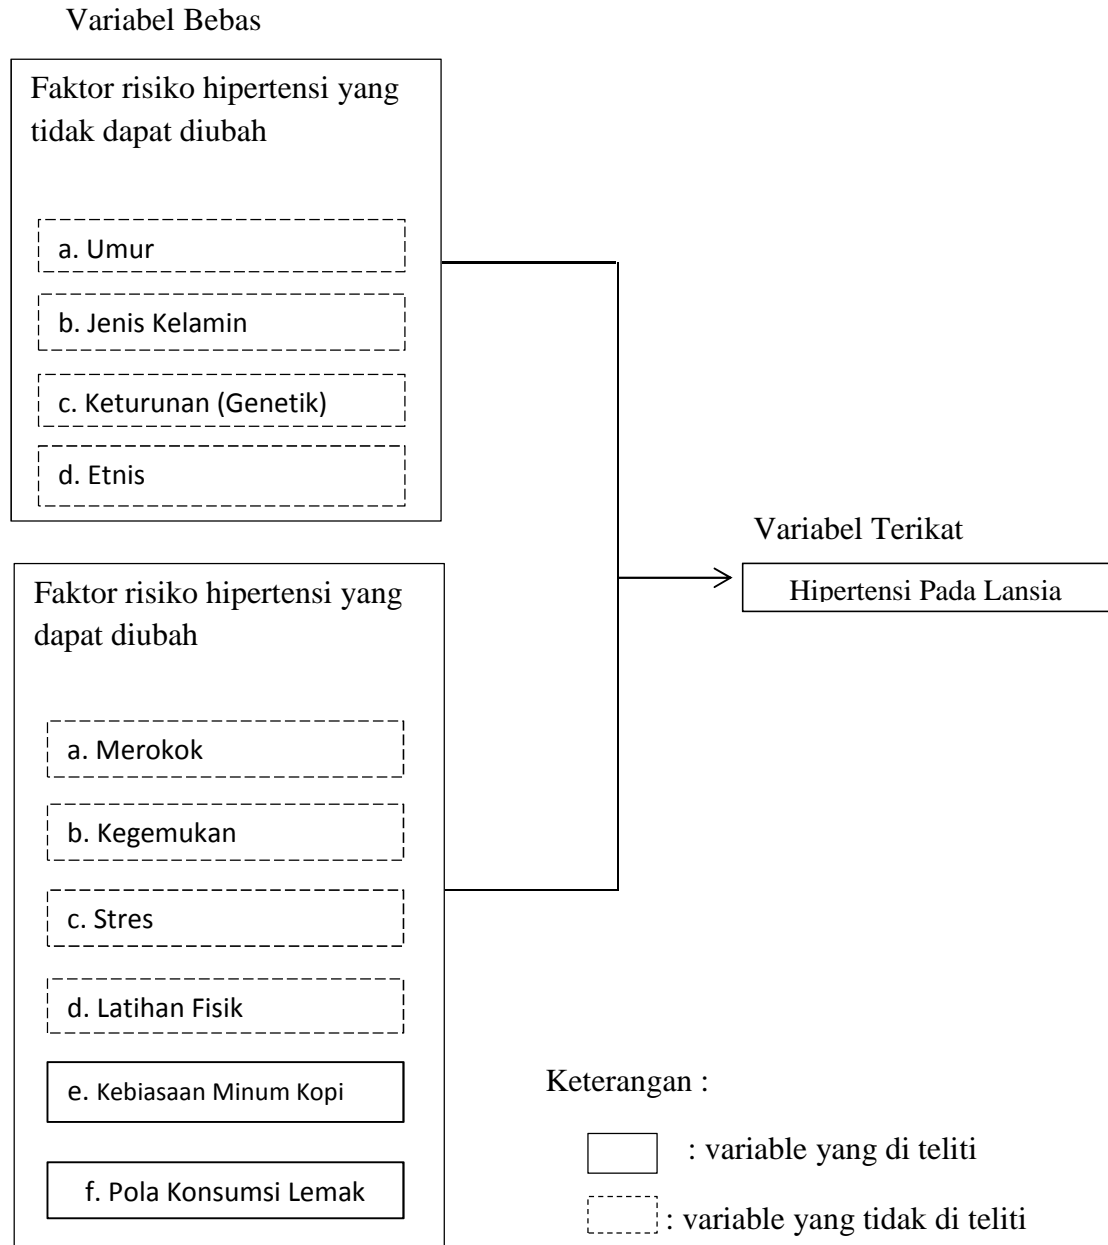 Variabel Bebas
Faktor risiko hipertensi yang
tidak dapat diubah
a. Umur
b. Jenis Kelamin
c. Keturunan (Genetik)
d. Etnis
Variabel Terikat
Hipertensi Pada Lansia
Faktor risiko hipertensi yang
dapat diubah
a. Merokok
b. Kegemukan
c. Stres
d. Latihan Fisik
e. Kebiasaan Minum Kopi
f. Pola Konsumsi Lemak
Keterangan :
: variable yang di teliti
: variable yang tidak di teliti